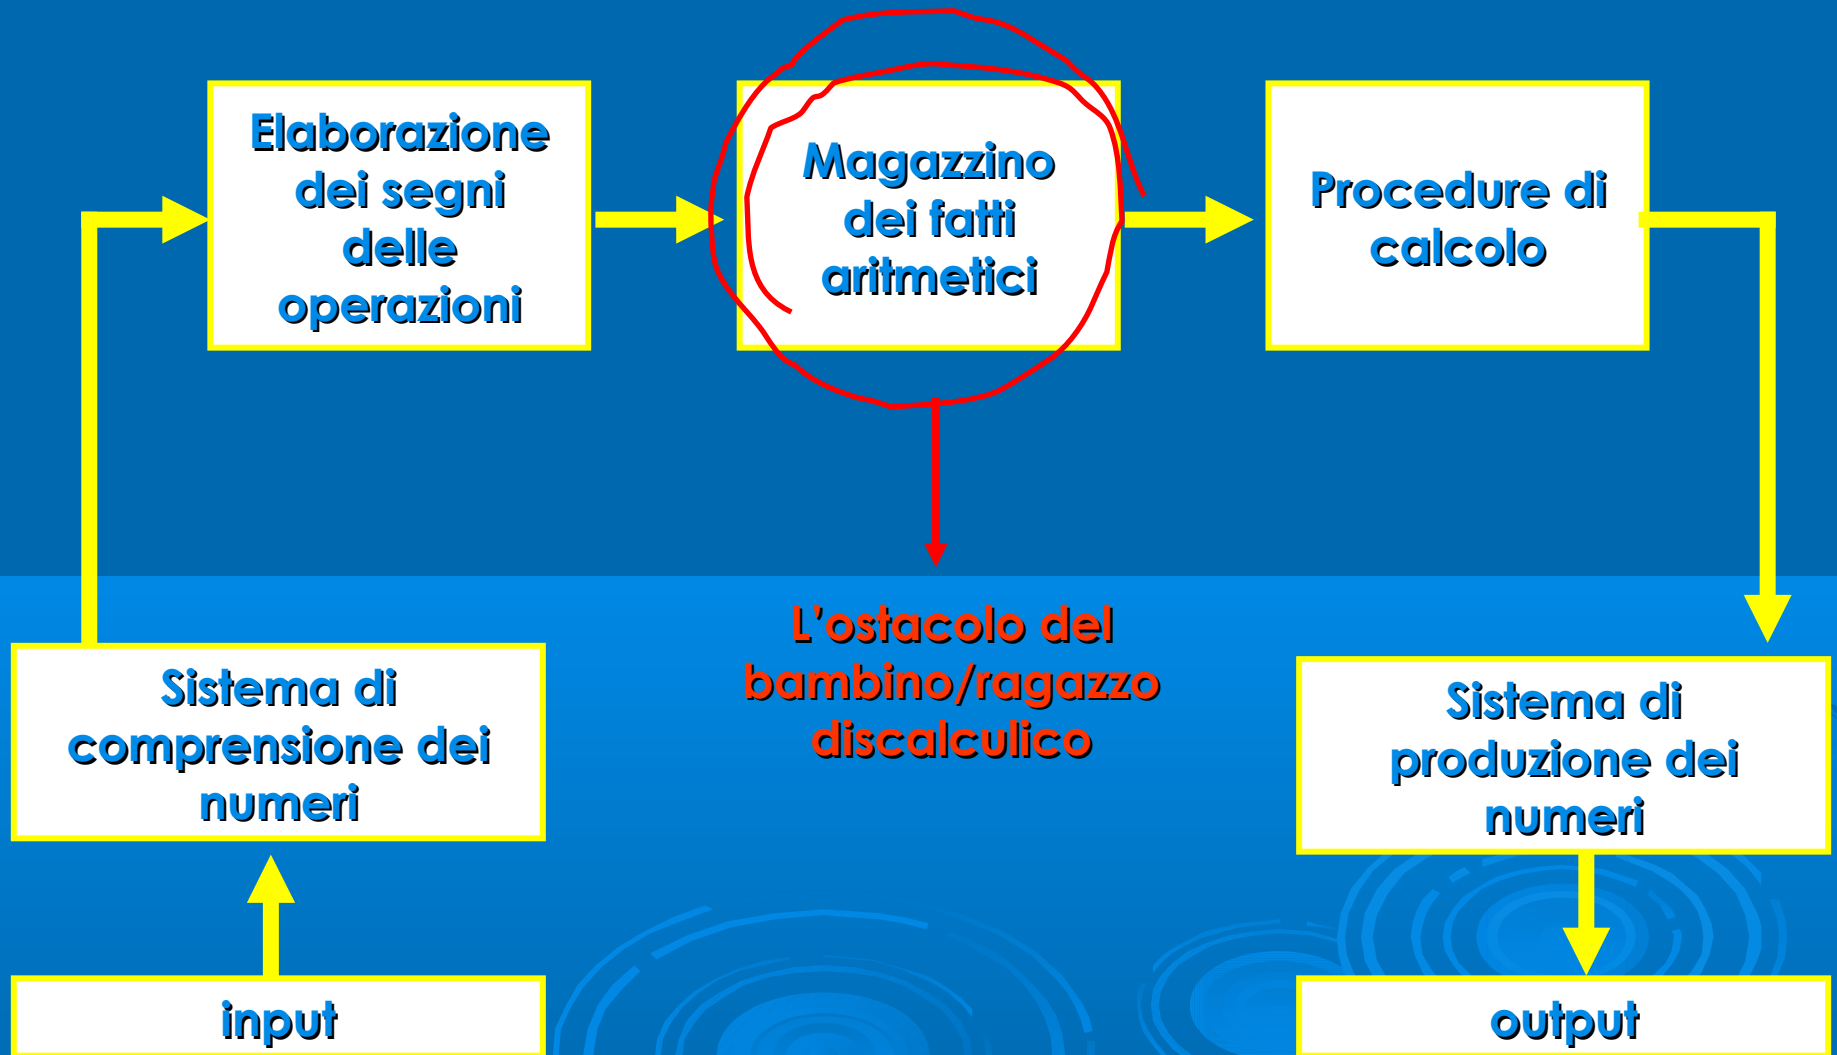 Elaborazione
dei segni
delle
operazioni
Magazzino
dei fatti
aritmetici
Procedure di
calcolo
L'ostacolo del
bambino/ragazzo
discalculico
Sistema di
comprensione dei
numeri
Sistema di
produzione dei
numeri
input
output